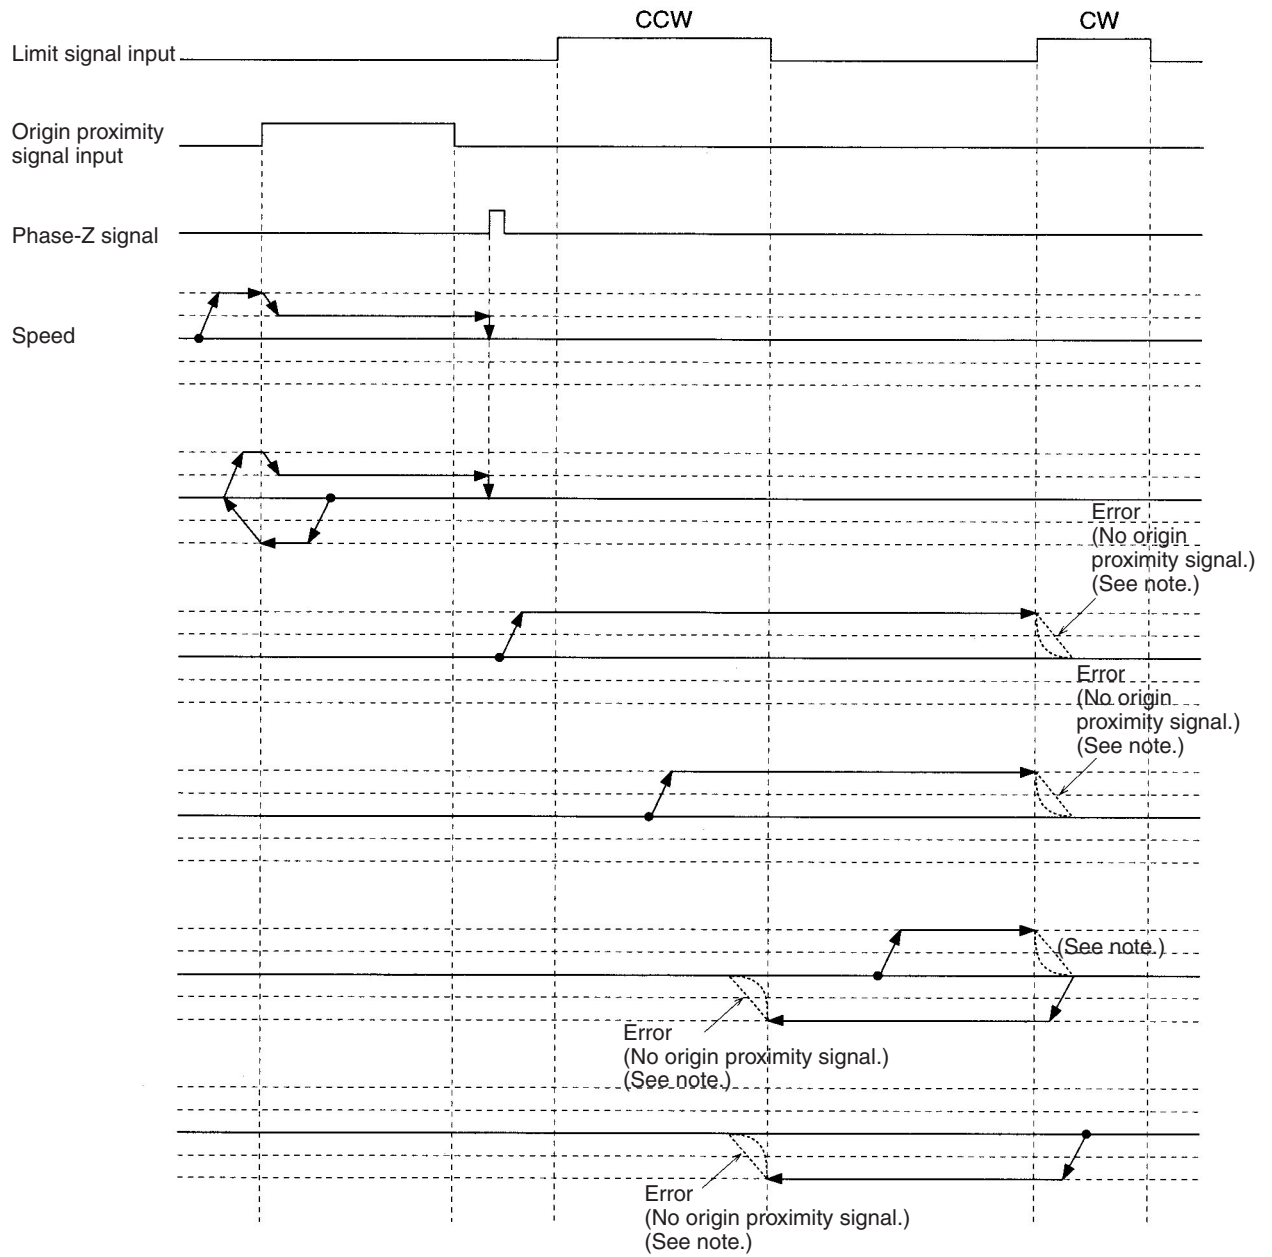 CCW
CW
Limit signal input
Origin proximity
signal input
Phase-Z signal
Speed
Error
(No origin
proximity signal.)
(See note.)
Error
(No origin
proximity signal.)
(See note.)
(See note.)
Error
(No origin proximity signal.)
(See note.)
Error
(No origin proximity signal.)
(See note.)